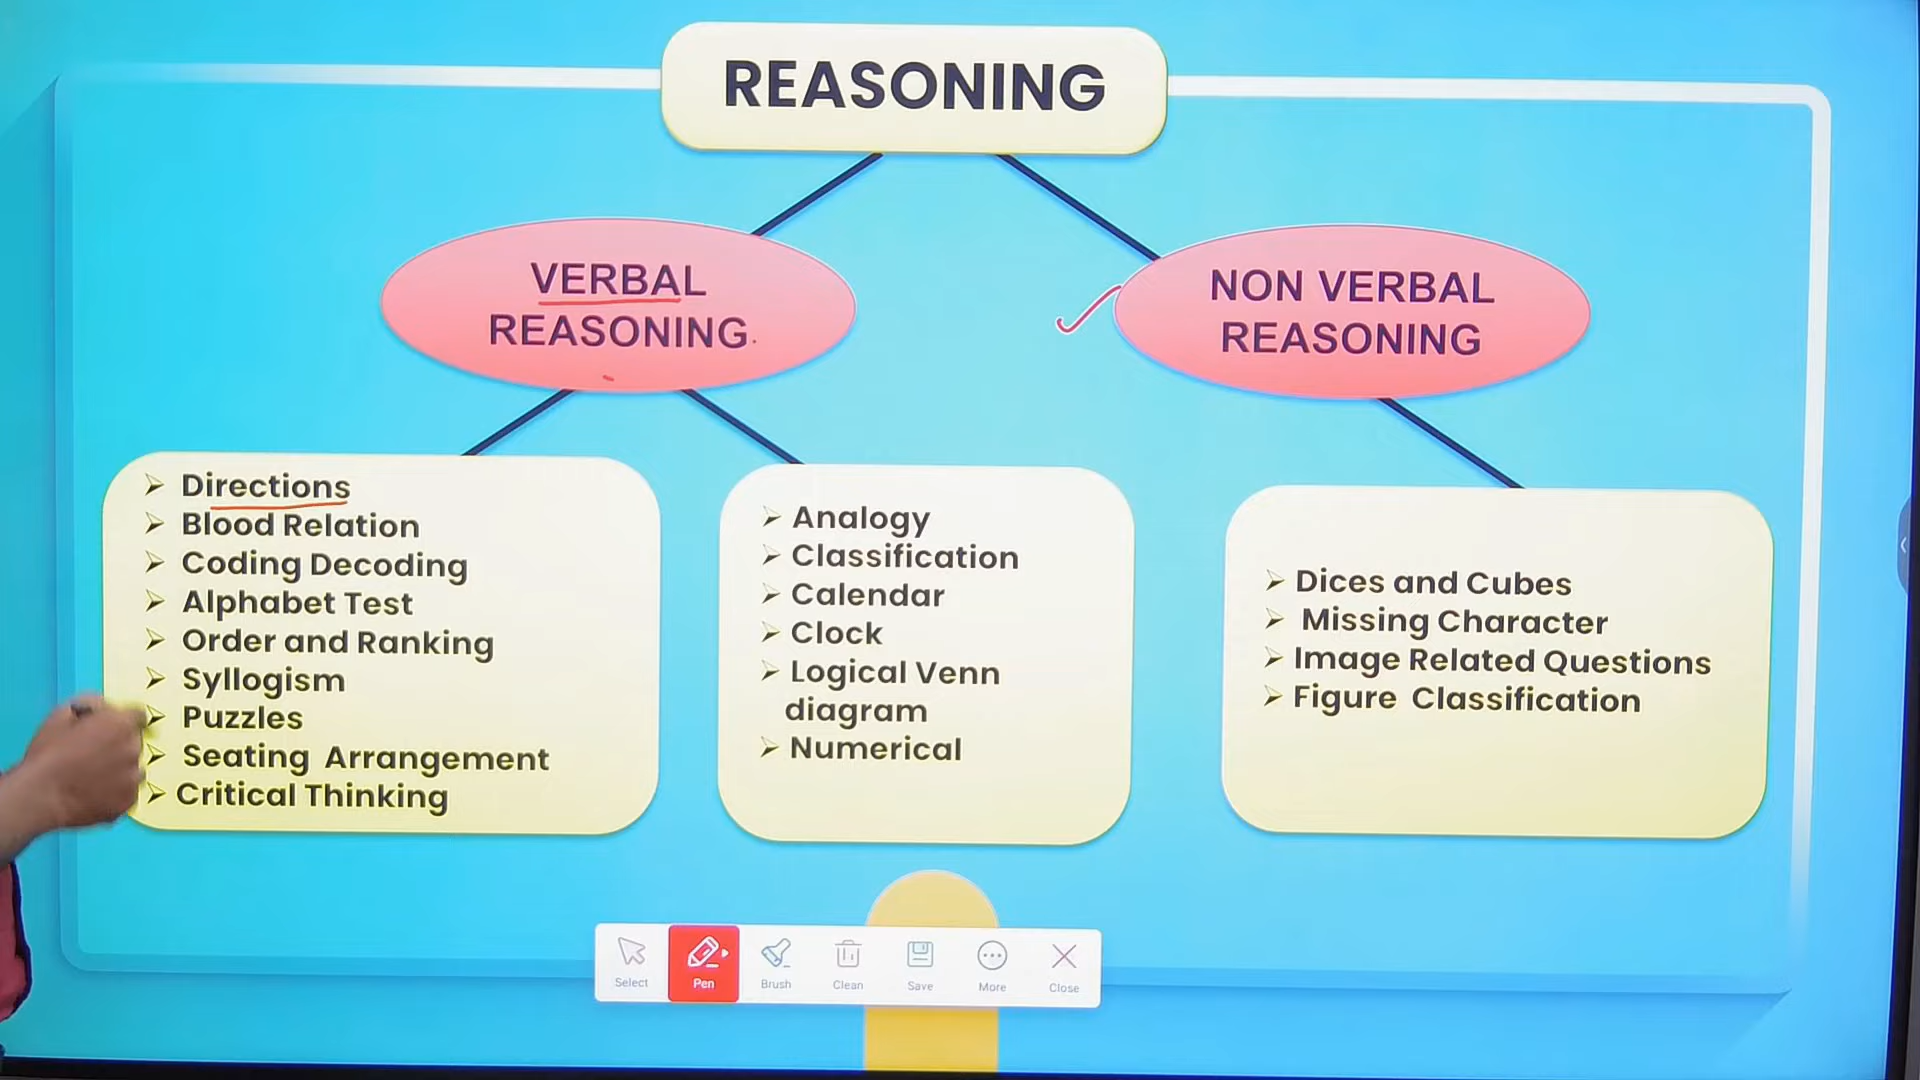 REASONING
VERBAL
REASONING
NON VERBAL
REASONING
Directions
Blood Relation
Coding Decoding
Alphabet Test
Order and Ranking
Syllogism
Puzzles
Seating Arrangement
Critical Thinking
Analogy
Classification
Calendar
Clock
Logical Venn
diagram
Numerical
Dices and Cubes
Missing Character
Image Related Questions
Figure Classification
Select
Pen
Brush
Clean
Save
More
Close